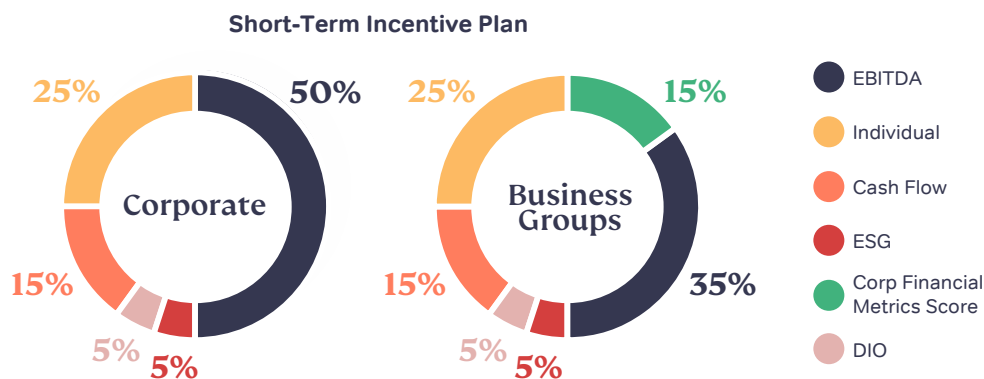 Short-Term Incentive Plan
25%
50%
Corporate
15%
5%
5%
25%
15%
Business
Groups
15%
35%
5%
5%
EBITDA
Individual
Cash Flow
ESG
Corp Financial
Metrics Score
DIO